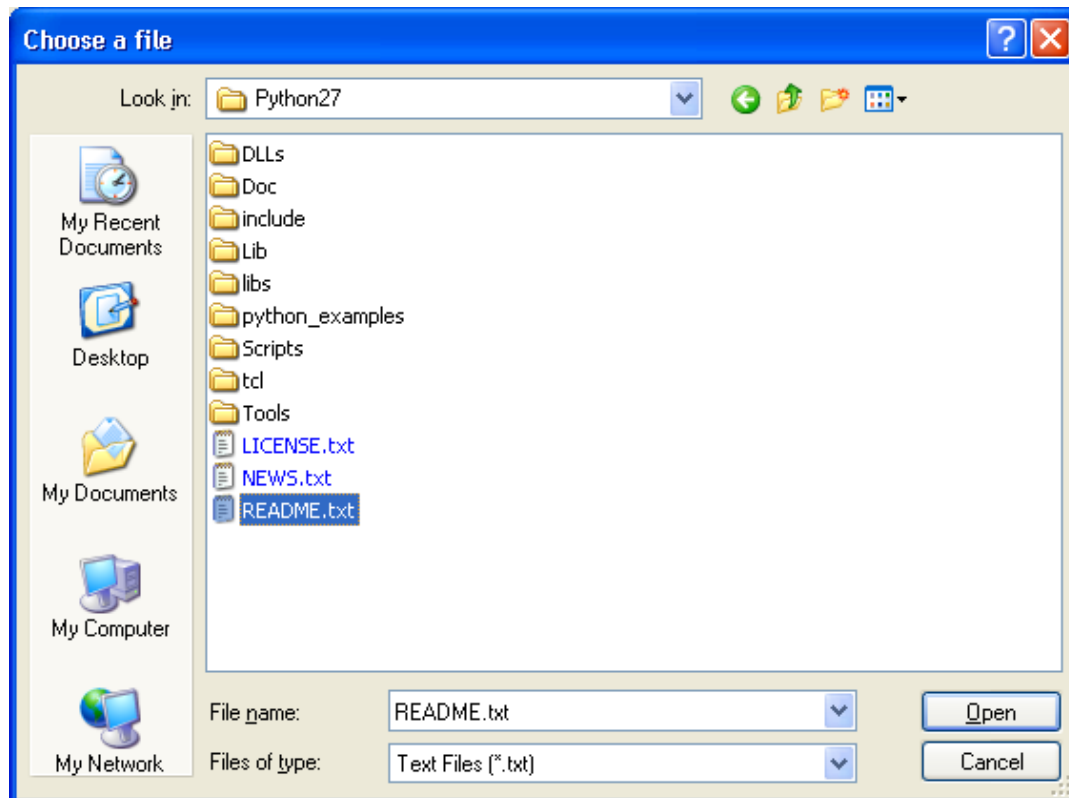 Choose a file
Look in:
Python27
My Recent
Documents
Desktop
My Documents
My Computer
My Network
DLLs
Doc
include
Lib
libs
python_examples
Scripts
tcl
Tools
LICENSE.txt
NEWS.txt
README.txt
File name:
README.txt
Open
Files of type:
Text Files (*.txt)
Cancel